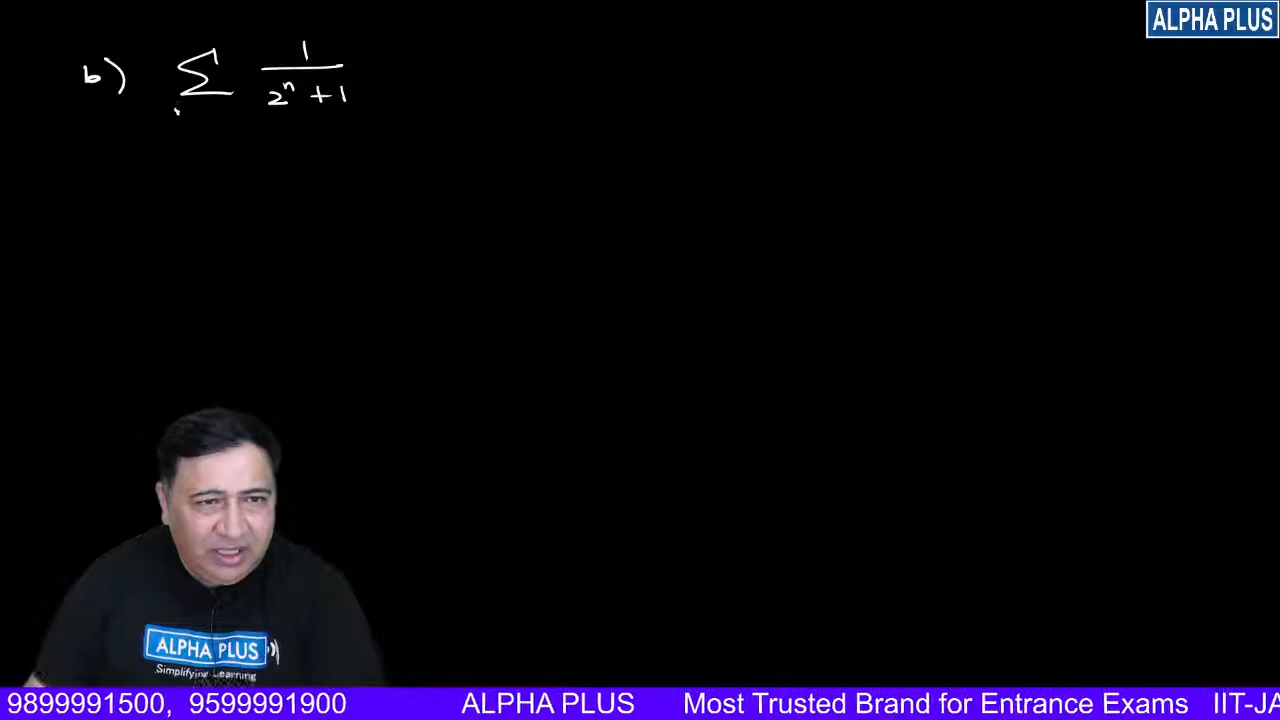 ALPHA PLUS
b) ∑ 1/(2ⁿ + 1)
ALPHA PLUS
Simplifying Learning
9899991500, 9599991900 ALPHA PLUS Most Trusted Brand for Entrance Exams IIT-JA